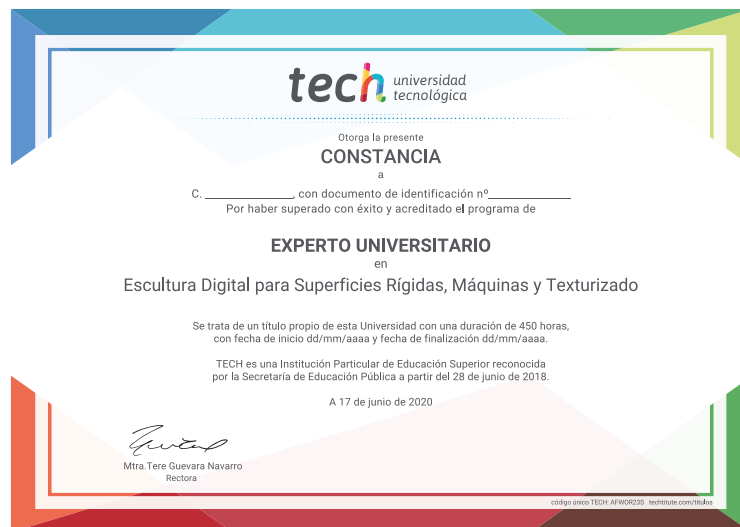 tech universidad
tecnológica
Otorga la presente
CONSTANCIA
a
C. ______________, con documento de identificación nº_____________
Por haber superado con éxito y acreditado el programa de
EXPERTO UNIVERSITARIO
en
Escultura Digital para Superficies Rígidas, Máquinas y Texturizado
Se trata de un título propio de esta Universidad con una duración de 450 horas,
con fecha de inicio dd/mm/aaaa y fecha de finalización dd/mm/aaaa.
TECH es una Institución Particular de Educación Superior reconocida
por la Secretaría de Educación Pública a partir del 28 de junio de 2018.
A 17 de junio de 2020
Mtra.Tere Guevara Navarro
Rectora
código único TECH: AFWOR23S techtitute.com/titulos